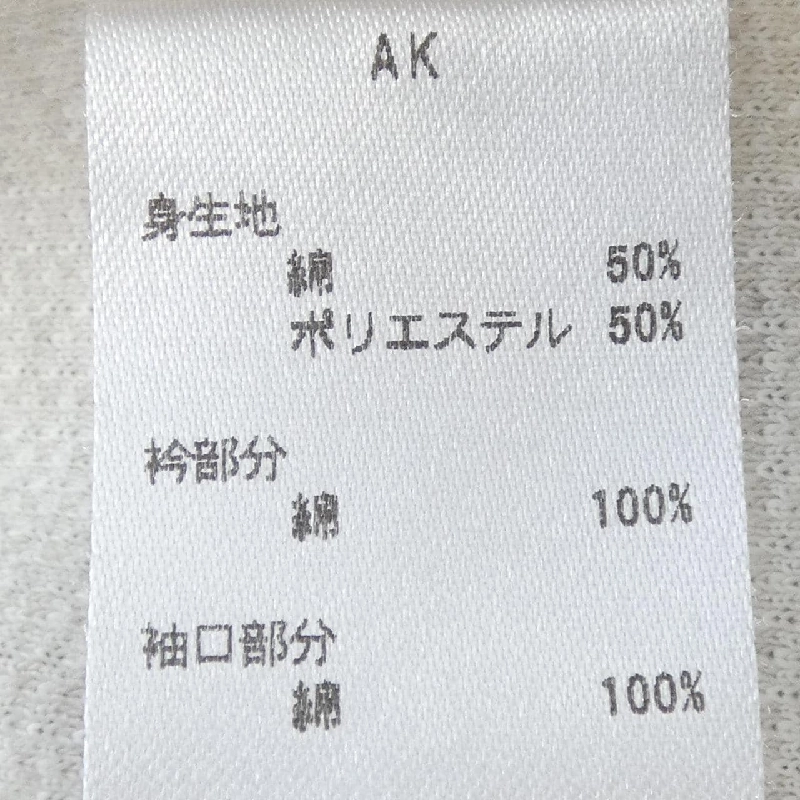 AK
身生地
綿 50%
ポリエステル 50%
衿部分
綿 100%
袖口部分
綿 100%